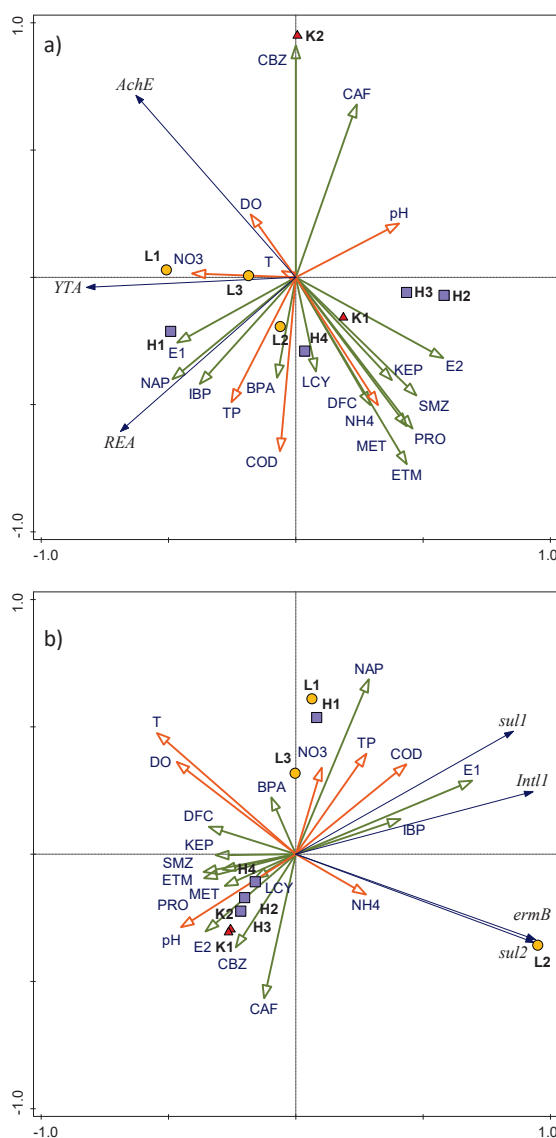 1.0
a)
K2
CBZ
AchE
CAF
DO
pH
L1
NO3
T
L3
YTA
H3
H2
K1
L2
H1
H4
E1
E2
KEP
NAP
IBP
BPA
LCY
SMZ
TP
DFC
NH4
PRO
REA
MET
COD
ETM
-1.0
-1.0
1.0
1.0
b)
NAP
L1
H1
T
sul1
TP
NO3
COD
DO
L3
E1
Intl1
BPA
DFC
IBP
KEP
SMZ
H4
ETM
LCY
MET
H2
NH4
PRO
K2
ermB
pH
H3
E2
K1
sul2
L2
CBZ
CAF
-1.0
-1.0
1.0